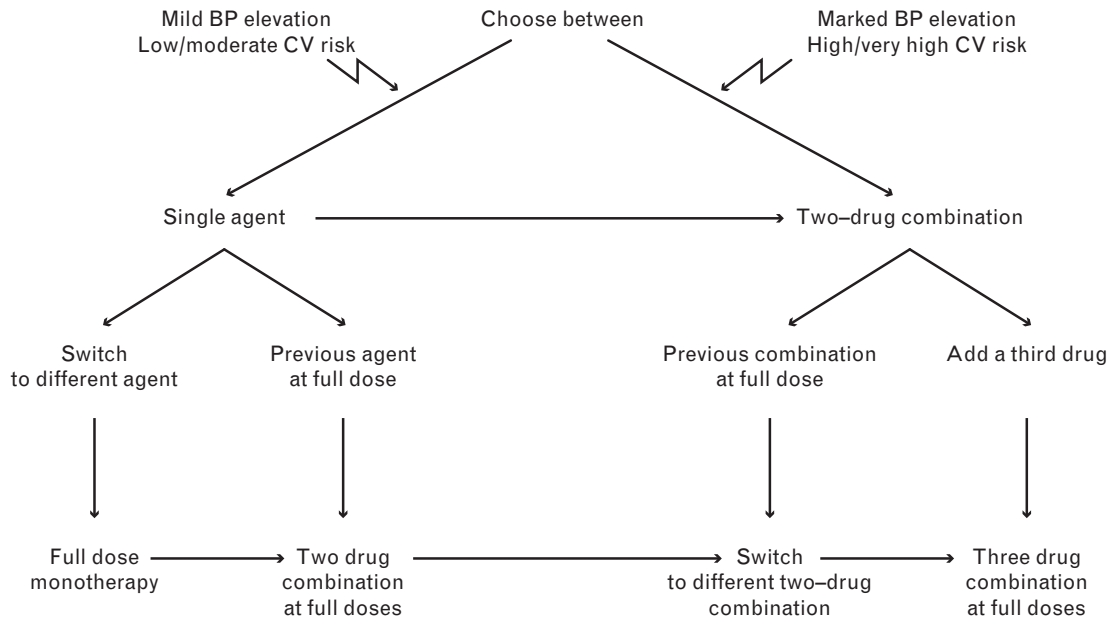 Mild BP elevation
Low/moderate CV risk
Choose between
Marked BP elevation
High/very high CV risk
Single agent
Two–drug combination
Switch
to different agent
Previous agent
at full dose
Previous combination
at full dose
Add a third drug
Full dose
monotherapy
Two drug
combination
at full doses
Switch
to different two–drug
combination
Three drug
combination
at full doses